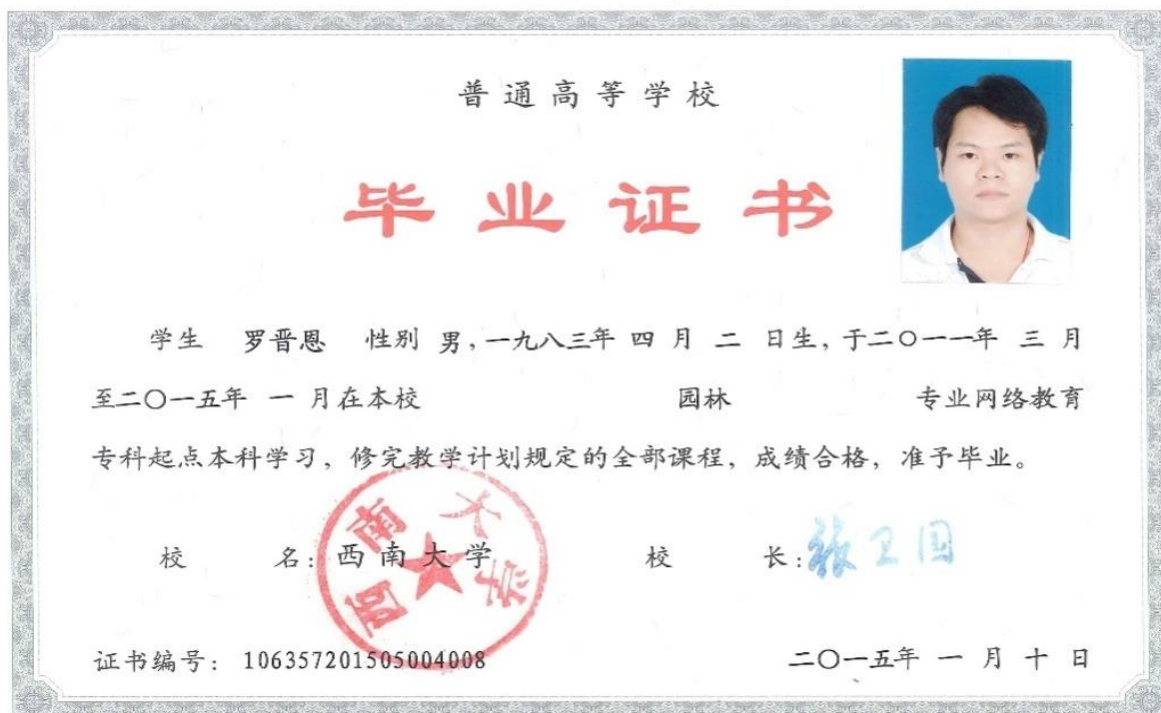 普通高等学校
毕业证书
学生 罗晋恩 性别 男,一九八三年 四 月 二 日生,于二〇一一年 三 月
至二〇一五年 一 月在本校 园林 专业网络教育
专科起点本科学习,修完教学计划规定的全部课程,成绩合格,准予毕业。
校 名:西南大学 校 长:张卫国
西南大学
证书编号:106357201505004008 二〇一五年 一 月 十 日